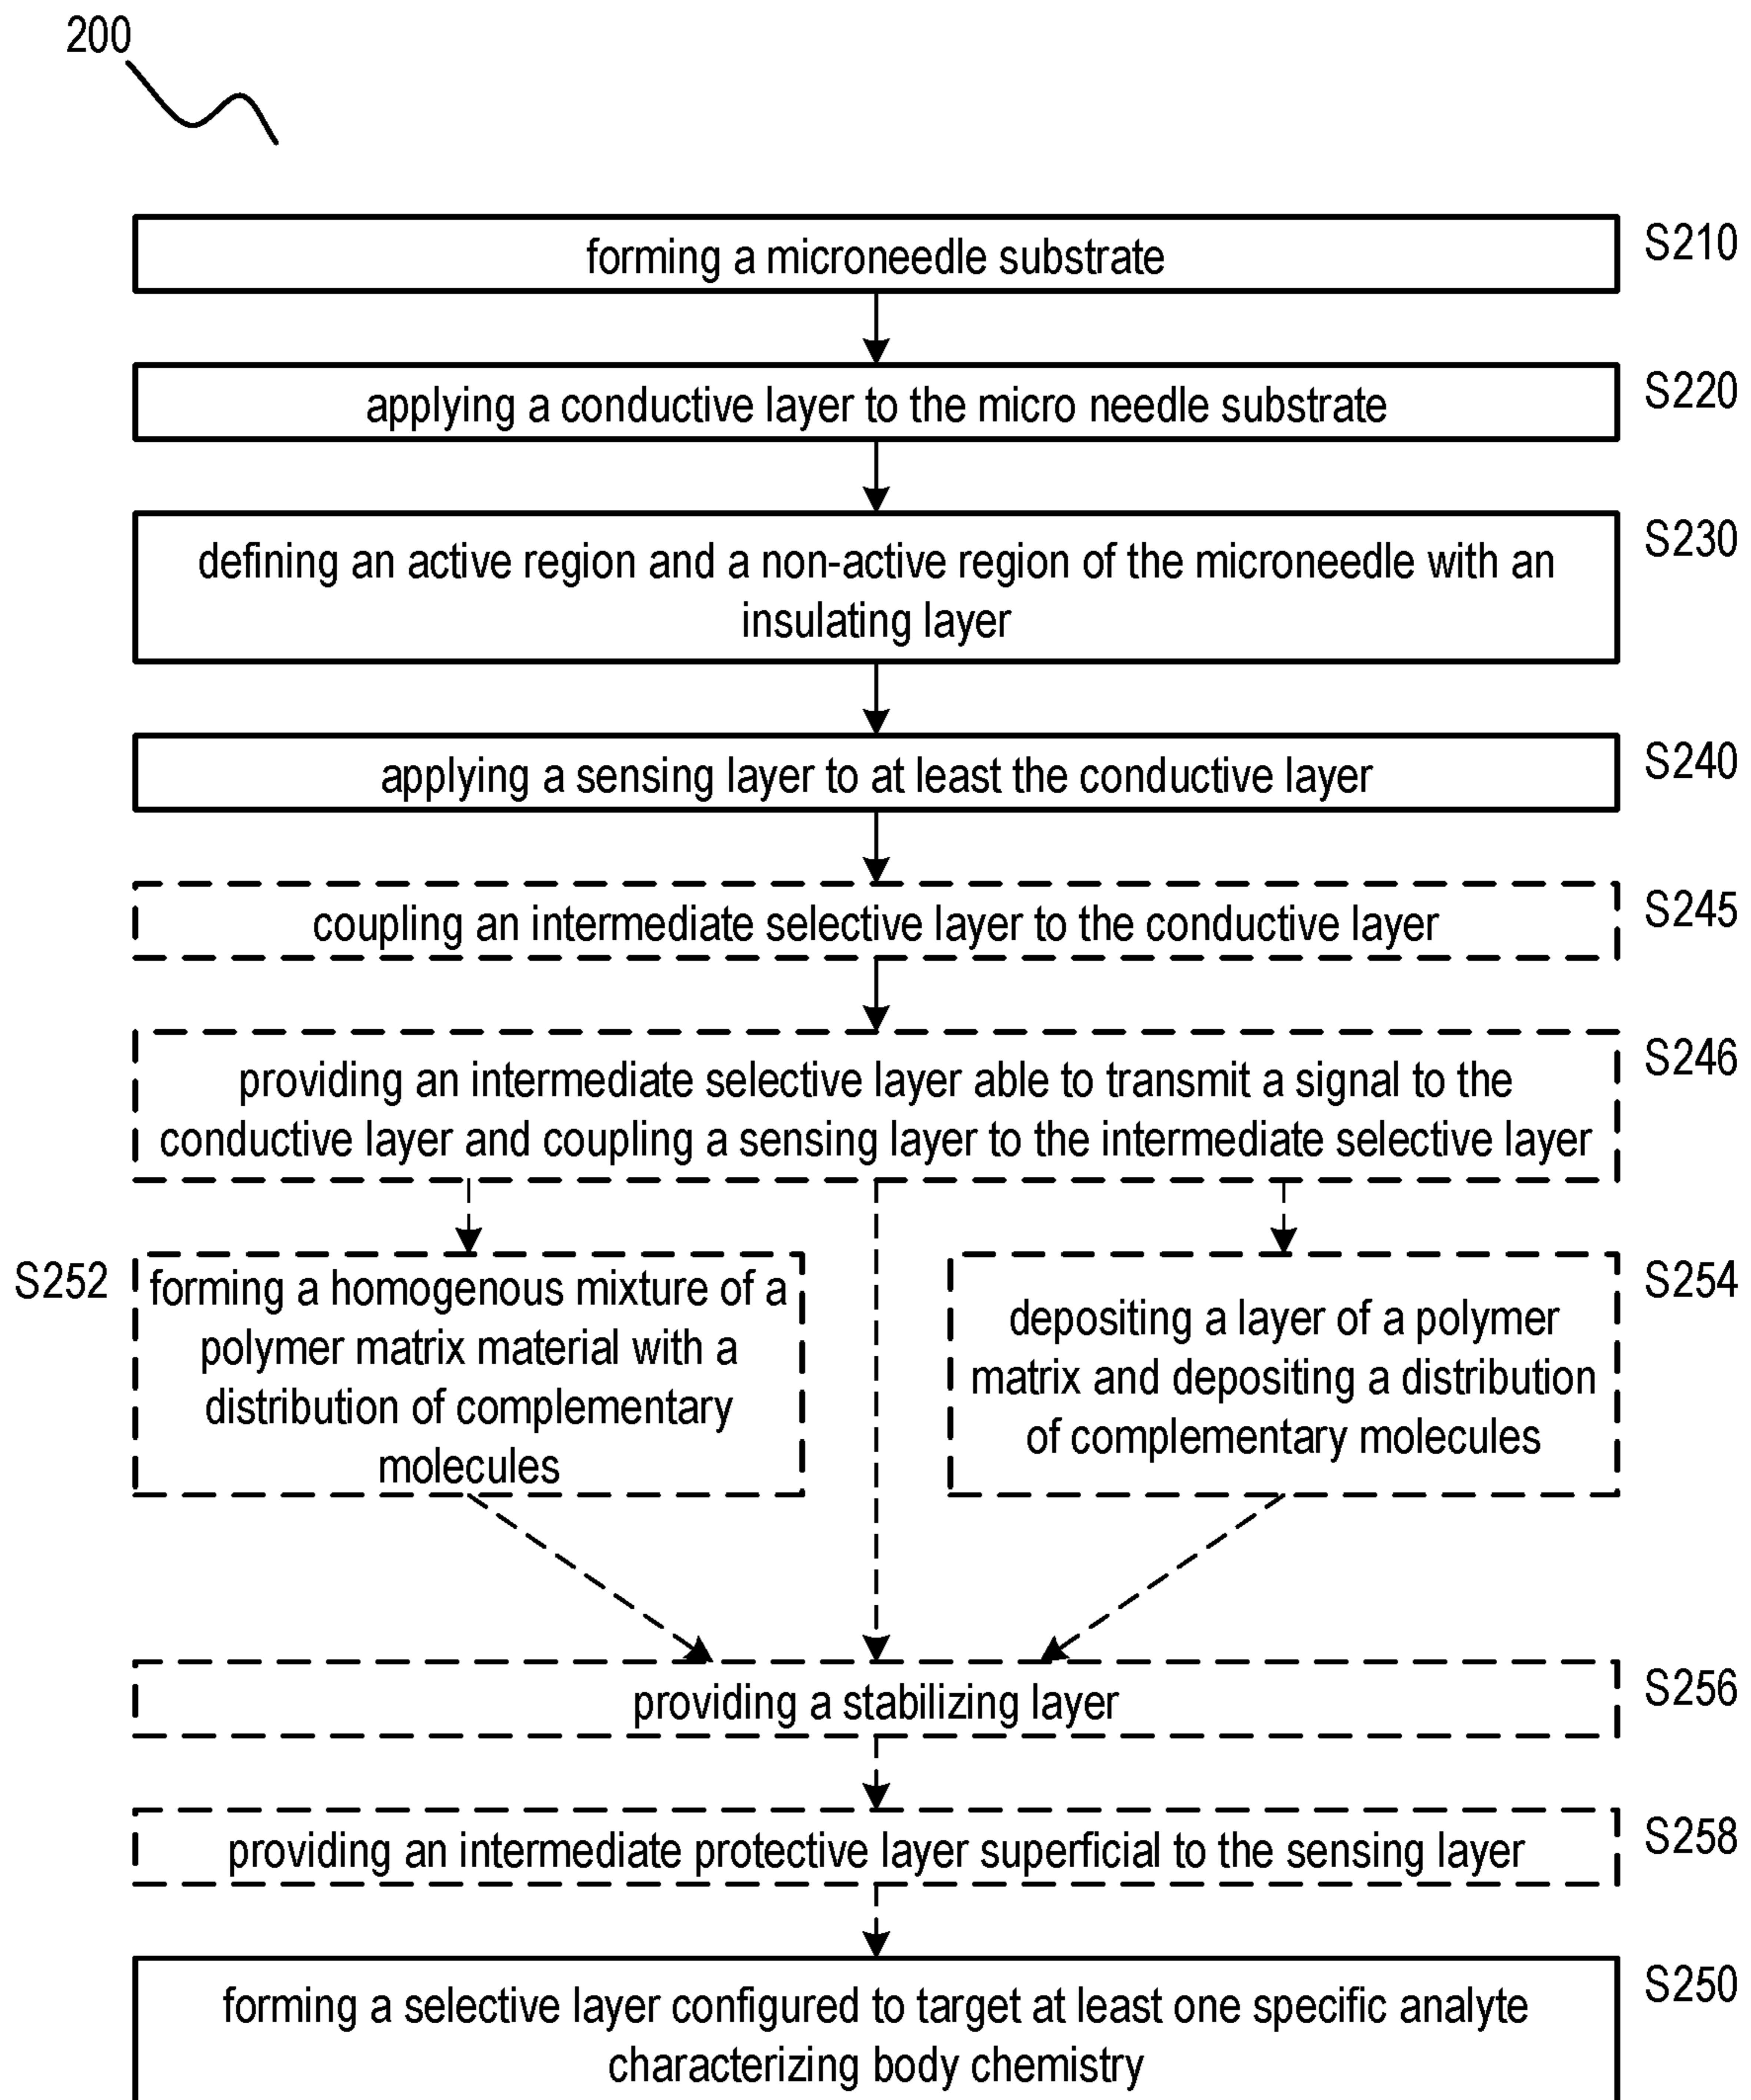 200
forming a microneedle substrate
S210
applying a conductive layer to the micro needle substrate
S220
defining an active region and a non-active region of the microneedle with an
insulating layer
S230
applying a sensing layer to at least the conductive layer
S240
coupling an intermediate selective layer to the conductive layer
S245
providing an intermediate selective layer able to transmit a signal to the
conductive layer and coupling a sensing layer to the intermediate selective layer
S246
S252
forming a homogenous mixture of a
polymer matrix material with a
distribution of complementary
molecules
depositing a layer of a polymer
matrix and depositing a distribution
of complementary molecules
S254
providing a stabilizing layer
S256
providing an intermediate protective layer superficial to the sensing layer
S258
forming a selective layer configured to target at least one specific analyte
characterizing body chemistry
S250